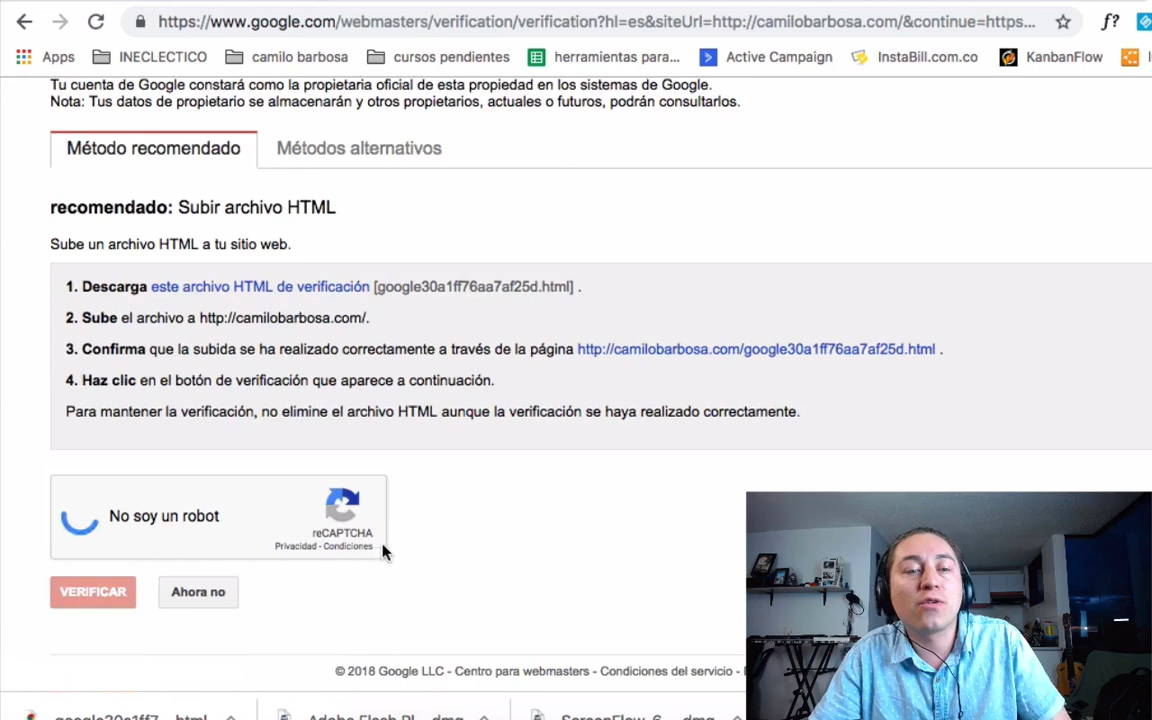 https://www.google.com/webmasters/verification/verification?hl=es&siteUrl=http://camilobarbosa.com/&continue=https...
f?
Apps INECLECTICO camilo barbosa cursos pendientes herramientas para... Active Campaign InstaBill.com.co KanbanFlow
Tu cuenta de Google constará como la propietaria oficial de esta propiedad en los sistemas de Google.
Nota: Tus datos de propietario se almacenarán y otros propietarios, actuales o futuros, podrán consultarlos.
Método recomendado Métodos alternativos
recomendado: Subir archivo HTML
Sube un archivo HTML a tu sitio web.
1. Descarga este archivo HTML de verificación [google30a1ff76aa7af25d.html] .
2. Sube el archivo a http://camilobarbosa.com/.
3. Confirma que la subida se ha realizado correctamente a través de la página http://camilobarbosa.com/google30a1ff76aa7af25d.html .
4. Haz clic en el botón de verificación que aparece a continuación.
Para mantener la verificación, no elimine el archivo HTML aunque la verificación se haya realizado correctamente.
No soy un robot
reCAPTCHA
Privacidad - Condiciones
VERIFICAR Ahora no
© 2018 Google LLC - Centro para webmasters - Condiciones del servicio -